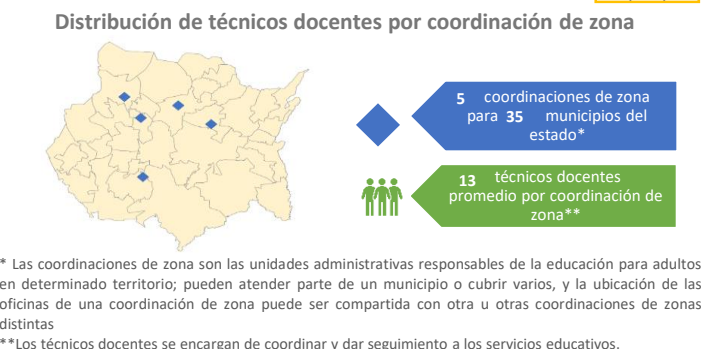 Distribución de técnicos docentes por coordinación de zona
5 coordinaciones de zona
para 35 municipios del
estado*
13 técnicos docentes
promedio por coordinación de
zona**
* Las coordinaciones de zona son las unidades administrativas responsables de la educación para adultos
en determinado territorio; pueden atender parte de un municipio o cubrir varios, y la ubicación de las
oficinas de una coordinación de zona puede ser compartida con otra u otras coordinaciones de zonas
distintas
**Los técnicos docentes se encargan de coordinar y dar seguimiento a los servicios educativos.